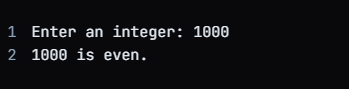 1 Enter an integer: 1000
2 1000 is even.